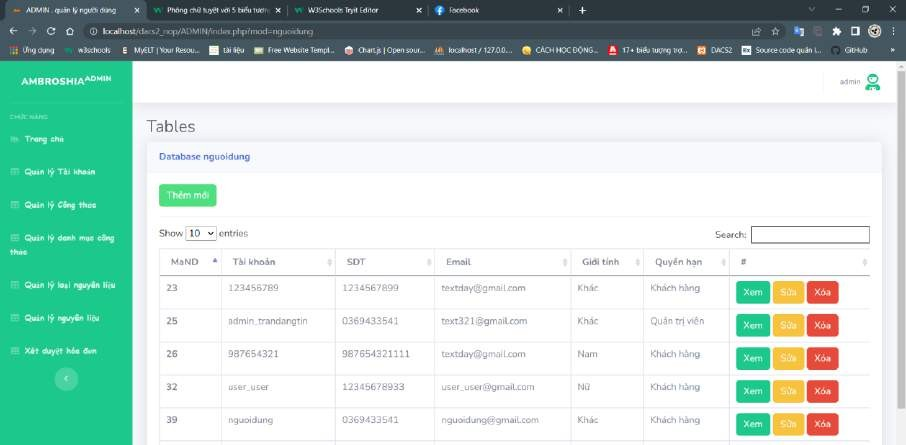 ADMIN . quản lý người dùng
Phông chữ tuyệt vời 5 biểu tượng
W3Schools Tryit Editor
Facebook
localhost/dacs2_nop/ADMIN/index.php?mod=nguoidung
Ứng dụng
w3schools
MyELT | Your Resou...
tài liệu
Free Website Templ...
Chart.js | Open sour...
localhost / 127.0.0....
CÁCH HỌC ĐỘNG...
17+ biểu tượng trợ...
DACS2
Source code quản l...
GitHub
»
AMBROSHIA ADMIN
admin
CHỨC NĂNG
Trang chủ
Quản lý Tài khoản
Quản lý Công thức
Quản lý danh mục công thức
Quản lý loại nguyên liệu
Quản lý nguyên liệu
Xét duyệt hóa đơn
Tables
Database nguoidung
Thêm mới
Show 10 entries
Search:
MaND Tài khoản SDT Email Giới tính Quyền hạn #
23 123456789 1234567899 textday@gmail.com Khác Khách hàng Xem Sửa Xóa
25 admin_trandangtin 0369433541 text321@gmail.com Khác Quản trị viên Xem Sửa Xóa
26 987654321 987654321111 textday@gmail.com Nam Khách hàng Xem Sửa Xóa
32 user_user 12345678933 user_user@gmail.com Nữ Khách hàng Xem Sửa Xóa
39 nguoidung 0369433541 nguoidung@gmail.com Khác Khách hàng Xem Sửa Xóa